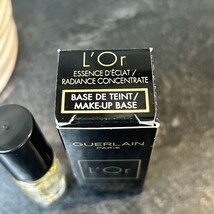 L'Or
ESSENCE D'ÉCLAT /
RADIANCE CONCENTRATE
BASE DE TEINT /
MAKE-UP BASE
GUERLAIN
PARIS
L'Or